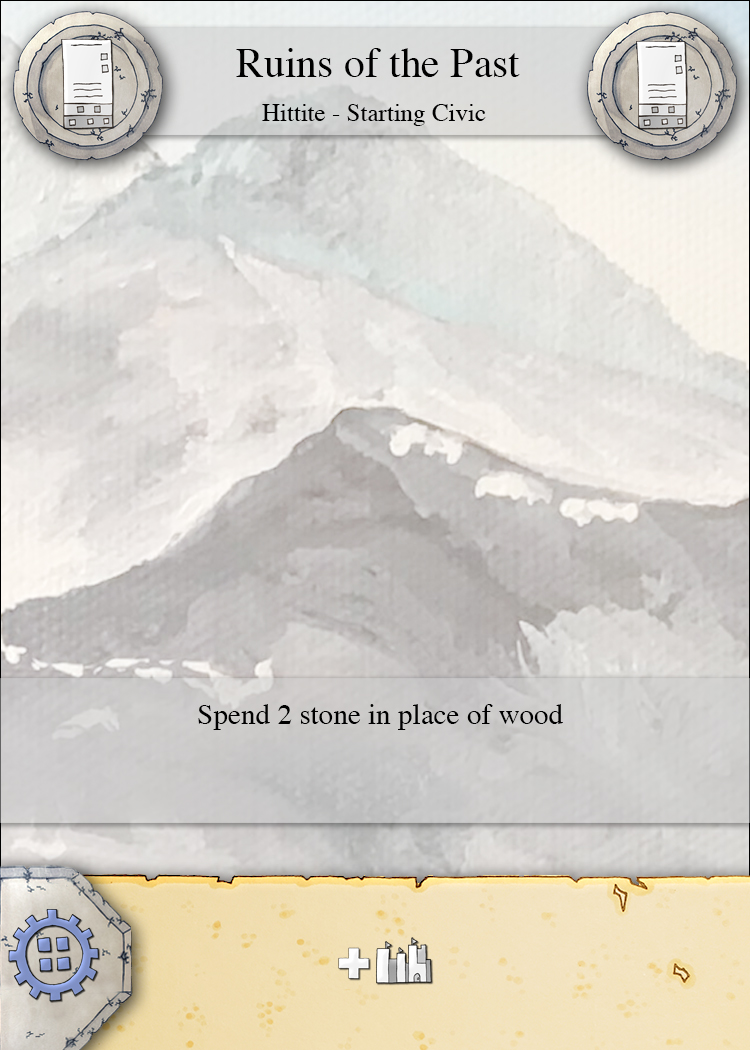 Ruins of the Past
Hittite - Starting Civic
Spend 2 stone in place of wood
+